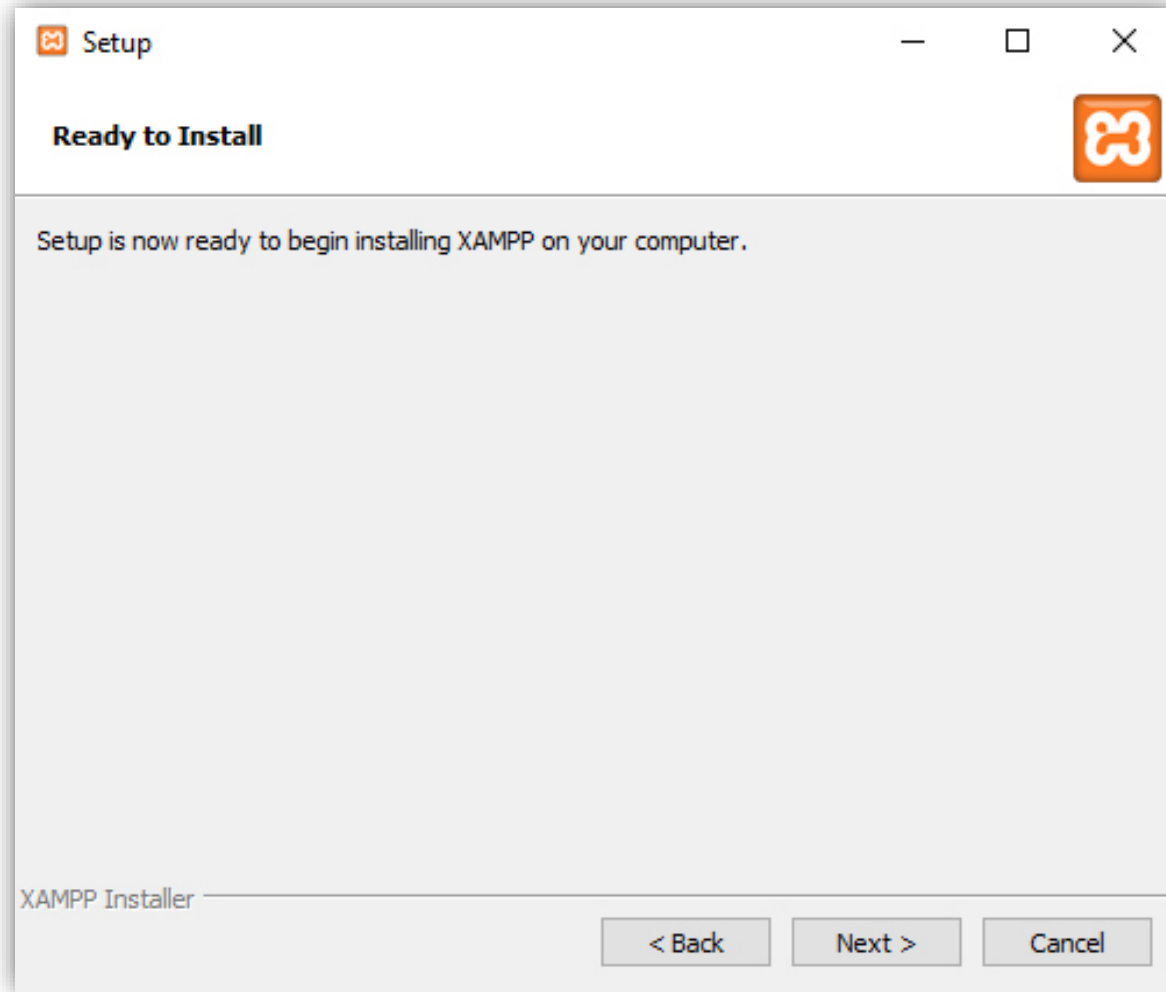 Setup
Ready to Install
Setup is now ready to begin installing XAMPP on your computer.
XAMPP Installer
< Back Next > Cancel